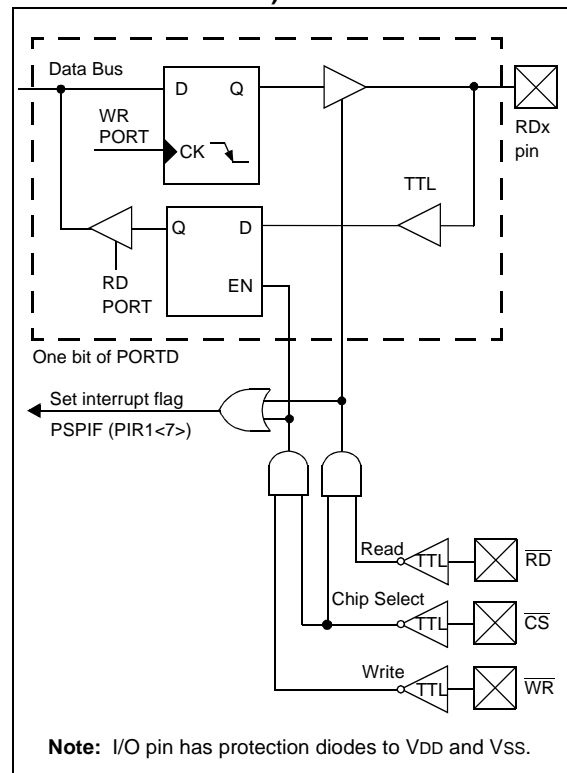 )
Data Bus
D Q
WR
PORT
CK
RDx
pin
TTL
Q D
RD
PORT
EN
One bit of PORTD
Set interrupt flag
PSPIF (PIR1<7>)
Read
TTL
RD
Chip Select
TTL
CS
Write
TTL
WR
Note: I/O pin has protection diodes to VDD and VSS.